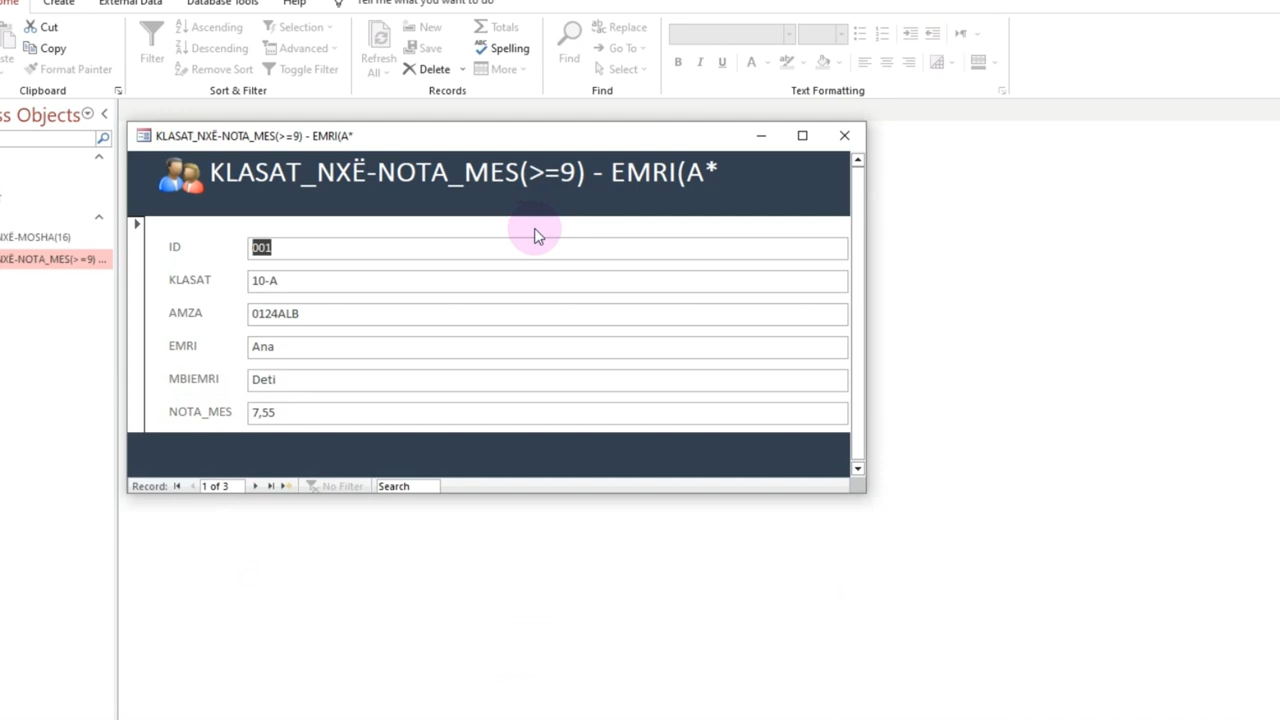 Create External Data Database Tools Help Tell me what you want to do
Cut Ascending Selection New Totals Replace
Copy Descending Advanced Save Spelling Go To
Format Painter Filter Remove Sort Toggle Filter Refresh All Delete More Find Select B I U A
Clipboard Sort & Filter Records Find Text Formatting
ss Objects
KLASAT_NXË-NOTA_MES(>=9) - EMRI(A*
KLASAT_NXË-NOTA_MES(>=9) - EMRI(A*
NXË-MOSHA(16)
NXË-NOTA_MES(>=9) ...
ID 001
KLASAT 10-A
AMZA 0124ALB
EMRI Ana
MBIEMRI Deti
NOTA_MES 7,55
Record: 1 of 3 No Filter Search